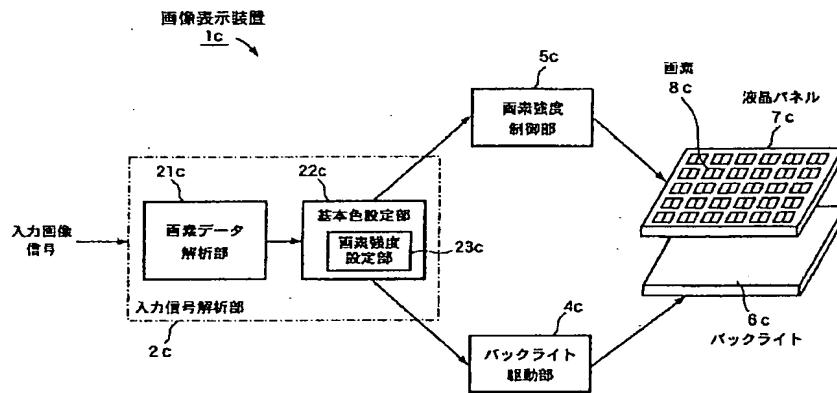 画像表示装置
1c
5c
画素強度
制御部
画素
8c
液晶パネル
7c
21c
22c
画素データ
解析部
基本色設定部
画素強度
設定部
23c
入力画像
信号
入力信号解析部
2c
4c
バックライト
駆動部
6c
バックライト